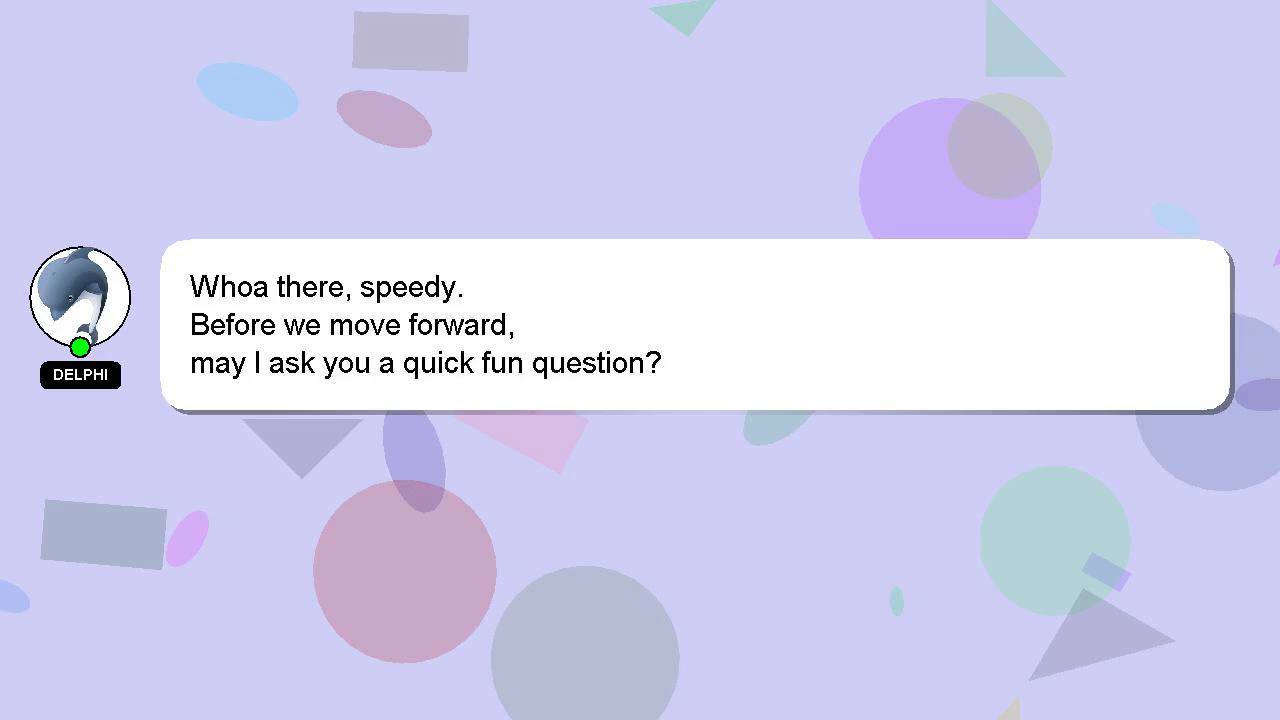 Whoa there, speedy.
Before we move forward,
may I ask you a quick fun question?
DELPHI